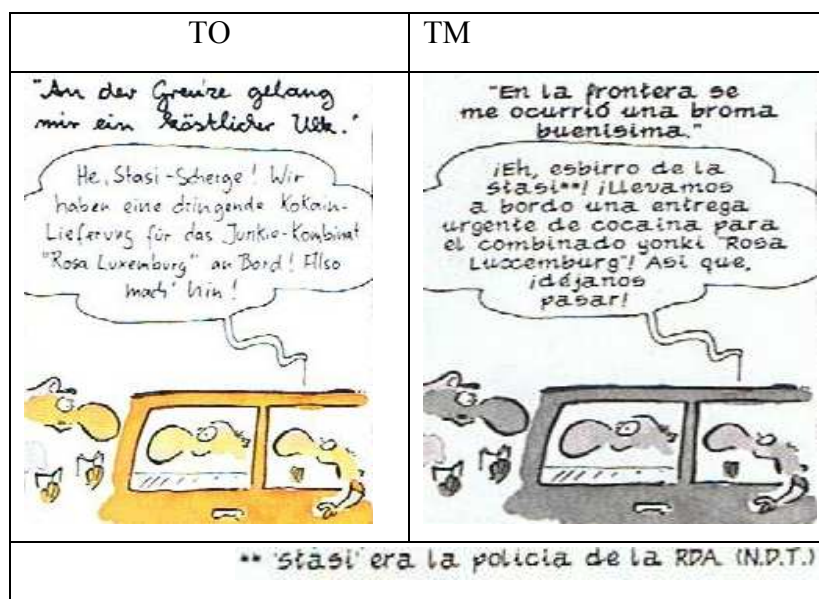 TO
TM
"An der Grenze gelang
mir ein köstlicher Ulk."
He, Stasi-Scherge! Wir
haben eine dringende Kokain-
Lieferung für das Junkie-Kombinat
"Rosa Luxemburg" an Bord! Also
mach' hin!
"En la frontera se
me ocurrió una broma
buenísima."
¡Eh, esbirro de la
stasi**! ¡Llevamos
a bordo una entrega
urgente de cocaína para
el combinado yonki "Rosa
Luxemburg"! Así que,
¡déjanos
pasar!
** 'stasi' era la policía de la RDA (N.D.T.)